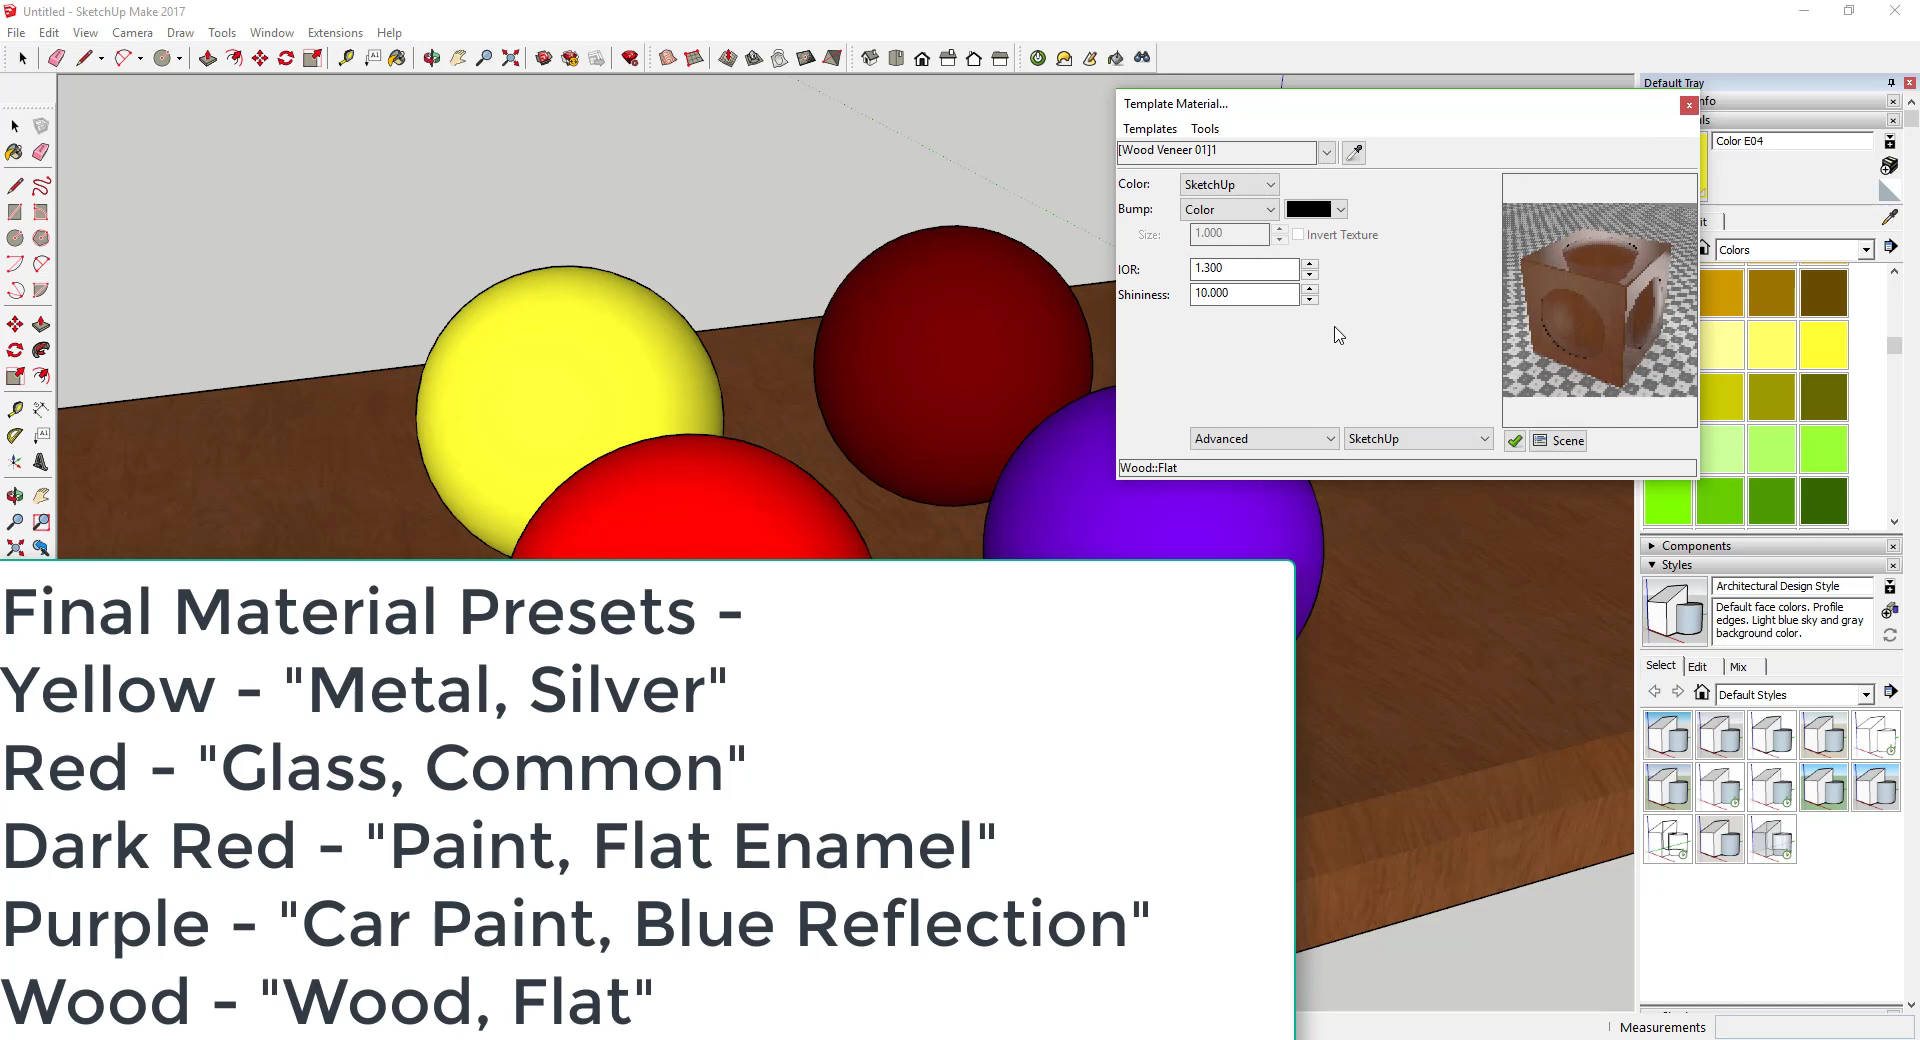 Untitled - SketchUp Make 2017
File Edit View Camera Draw Tools Window Extensions Help
Default Tray
nfo
ls
Color E04
it
Colors
Template Material...
Templates Tools
[Wood Veneer 01]1
Color: SketchUp
Bump: Color
Size: 1.000 Invert Texture
IOR: 1.300
Shininess: 10.000
Advanced SketchUp Scene
Wood::Flat
Components
Styles
Architectural Design Style
Default face colors. Profile
edges. Light blue sky and gray
background color.
Select Edit Mix
Default Styles
Final Material Presets -
Yellow - "Metal, Silver"
Red - "Glass, Common"
Dark Red - "Paint, Flat Enamel"
Purple - "Car Paint, Blue Reflection"
Wood - "Wood, Flat"
Measurements